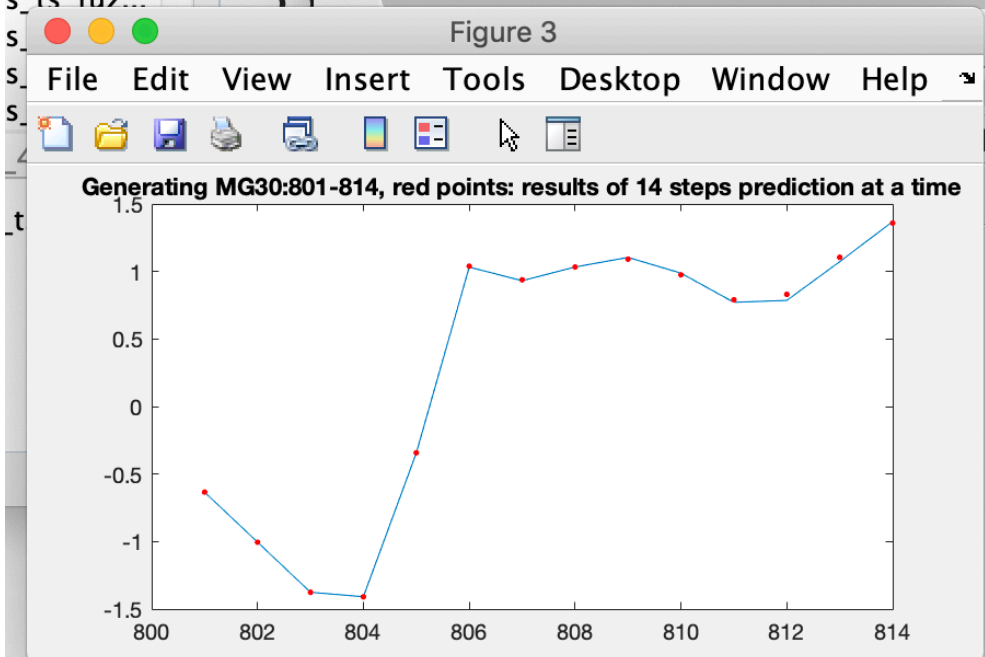 Figure 3
File Edit View Insert Tools Desktop Window Help
Generating MG30:801-814, red points: results of 14 steps prediction at a time
1.5
1
0.5
0
-0.5
-1
-1.5
800 802 804 806 808 810 812 814